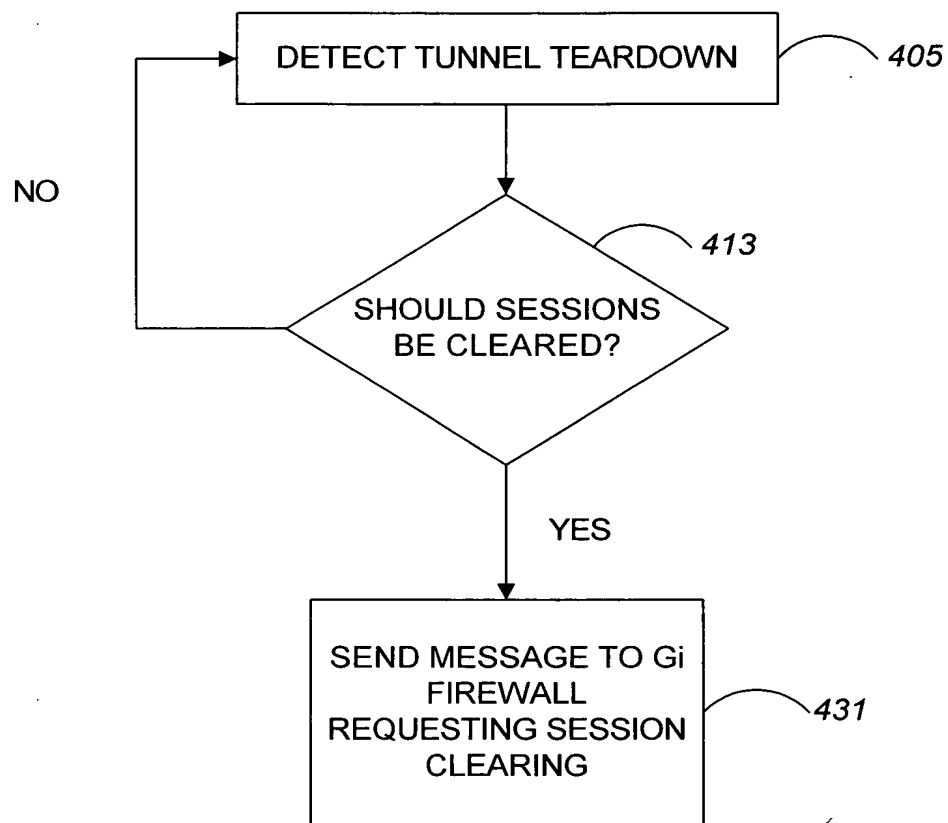 DETECT TUNNEL TEARDOWN
405
NO
413
SHOULD SESSIONS
BE CLEARED?
YES
SEND MESSAGE TO Gi
FIREWALL
REQUESTING SESSION
CLEARING
431